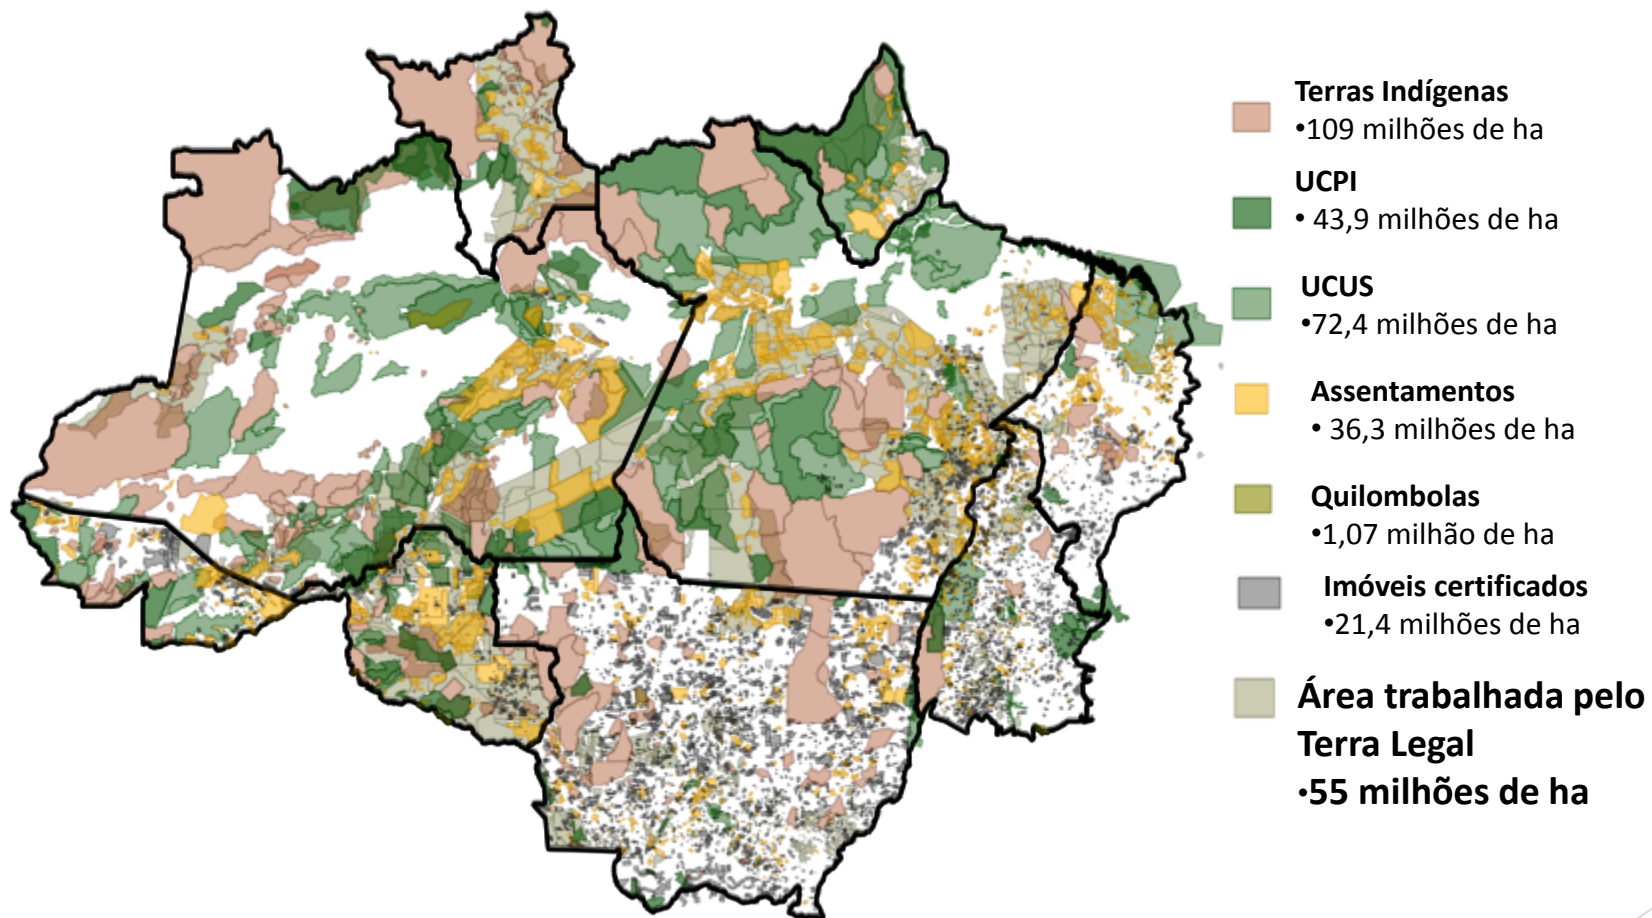 Terras Indígenas
•109 milhões de ha
UCPI
• 43,9 milhões de ha
UCUS
•72,4 milhões de ha
Assentamentos
• 36,3 milhões de ha
Quilombolas
•1,07 milhão de ha
Imóveis certificados
•21,4 milhões de ha
Área trabalhada pelo
Terra Legal
•55 milhões de ha